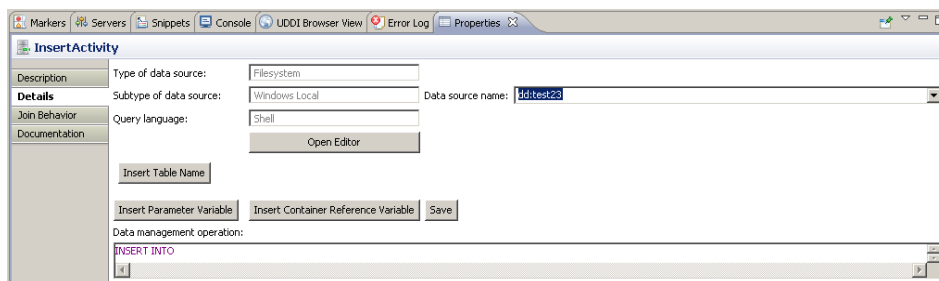 Markers Servers Snippets Console UDDI Browser View Error Log Properties
InsertActivity
Description
Details
Join Behavior
Documentation
Type of data source: Filesystem
Subtype of data source: Windows Local Data source name: dd:test23
Query language: Shell
Open Editor
Insert Table Name
Insert Parameter Variable Insert Container Reference Variable Save
Data management operation:
INSERT INTO